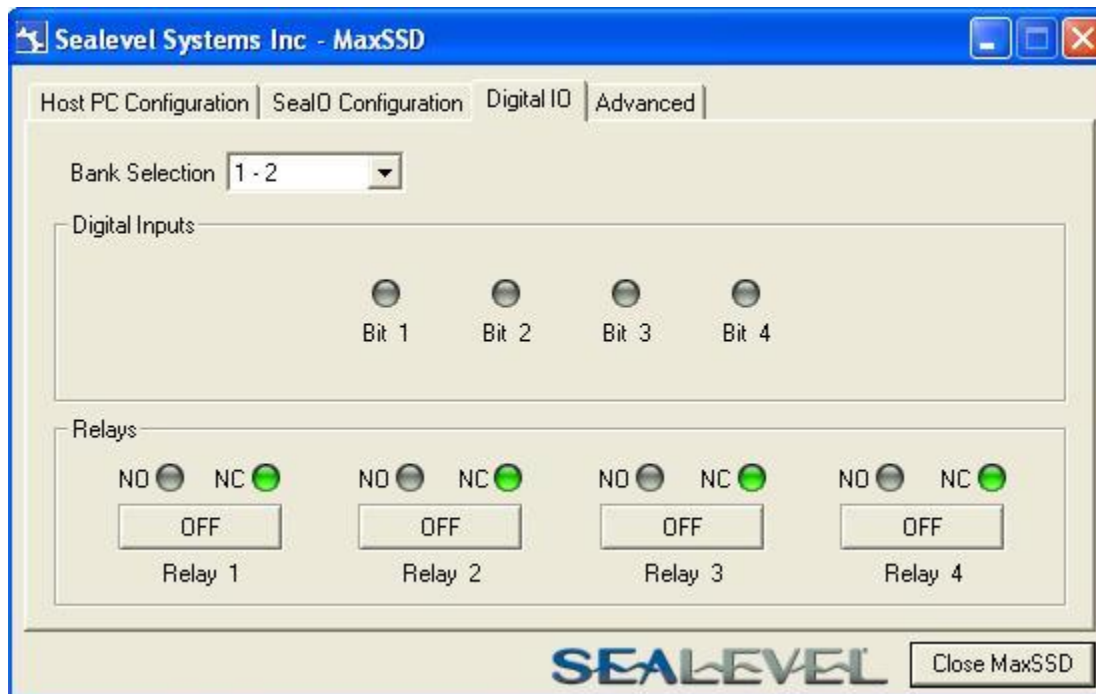 Sealevel Systems Inc - MaxSSD
Host PC Configuration SeaIO Configuration Digital IO Advanced
Bank Selection 1 - 2
Digital Inputs
Bit 1 Bit 2 Bit 3 Bit 4
Relays
NO NC NO NC NO NC NO NC
OFF OFF OFF OFF
Relay 1 Relay 2 Relay 3 Relay 4
SEALEVEL Close MaxSSD